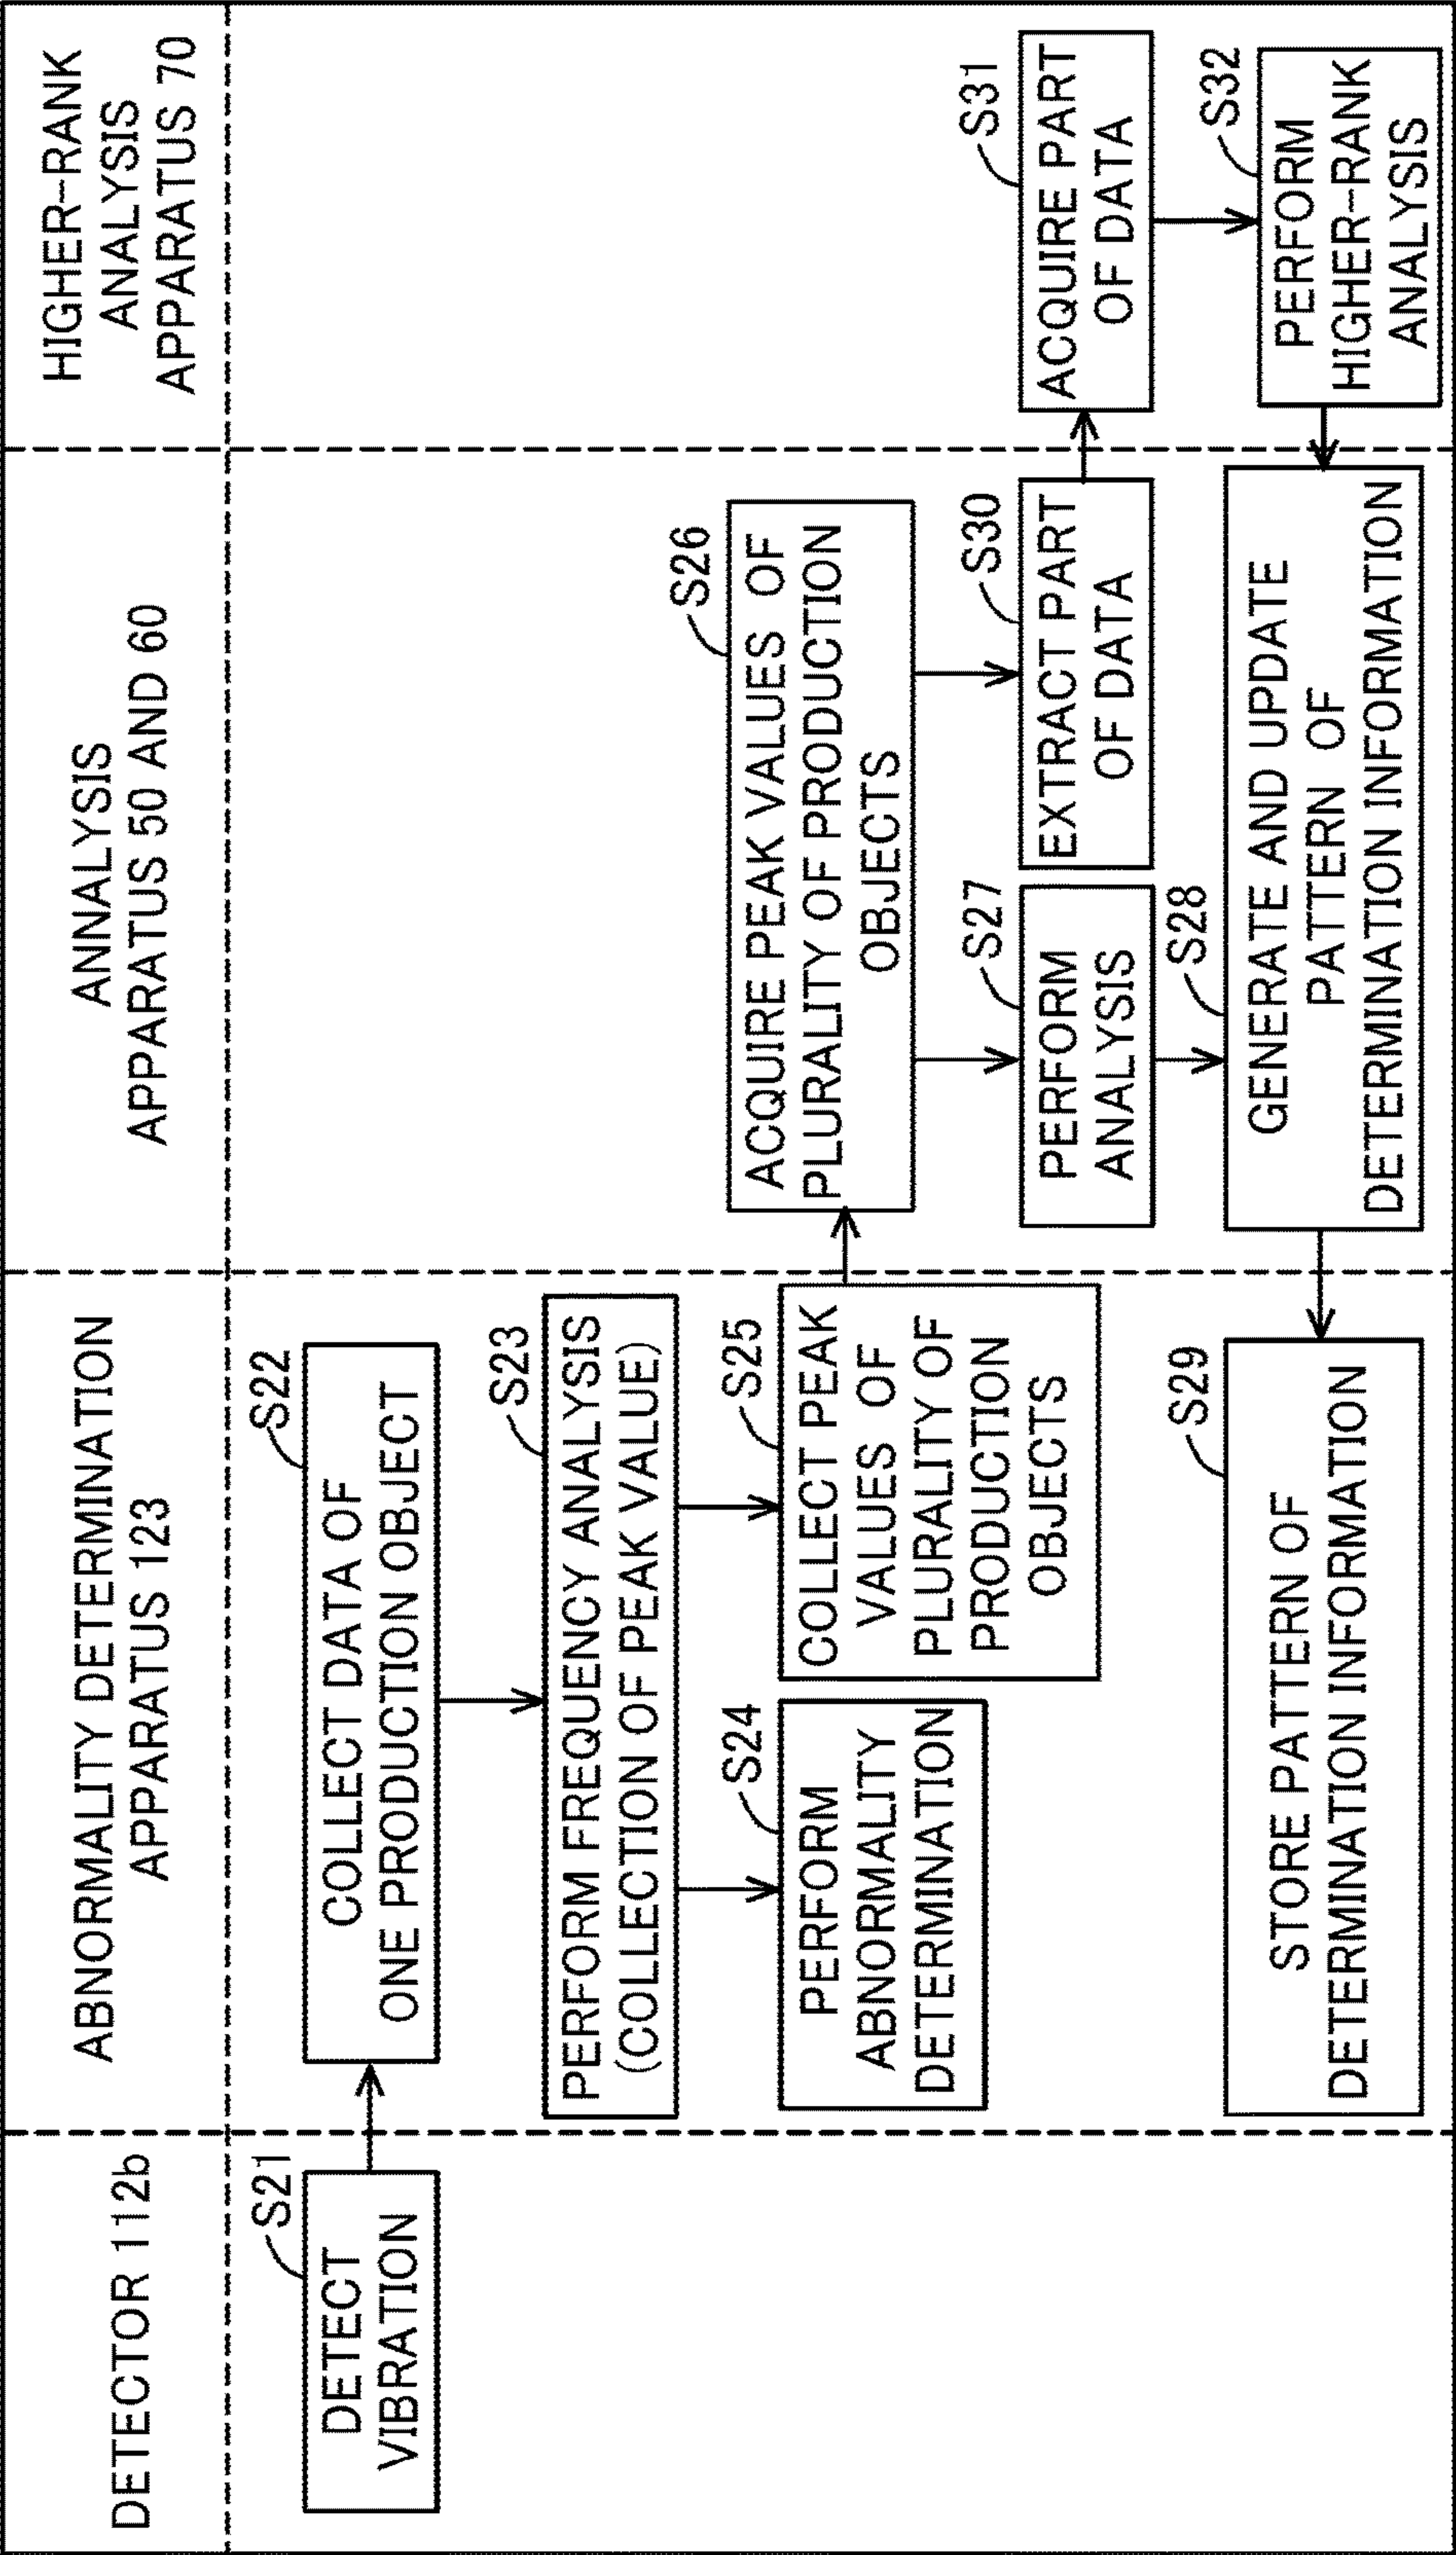 DETECTOR 112b
ABNORMALITY DETERMINATION
APPARATUS 123
ANNALYSIS
APPARATUS 50 AND 60
HIGHER-RANK
ANALYSIS
APPARATUS 70
S21
DETECT
VIBRATION
S22
COLLECT DATA OF
ONE PRODUCTION OBJECT
S23
PERFORM FREQUENCY ANALYSIS
(COLLECTION OF PEAK VALUE)
S24
PERFORM
ABNORMALITY
DETERMINATION
S25
COLLECT PEAK
VALUES OF
PLURALITY OF
PRODUCTION
OBJECTS
S26
ACQUIRE PEAK VALUES OF
PLURALITY OF PRODUCTION
OBJECTS
S27
PERFORM
ANALYSIS
S30
EXTRACT PART
OF DATA
S31
ACQUIRE PART
OF DATA
S32
PERFORM
HIGHER-RANK
ANALYSIS
S28
GENERATE AND UPDATE
PATTERN OF
DETERMINATION INFORMATION
S29
STORE PATTERN OF
DETERMINATION INFORMATION